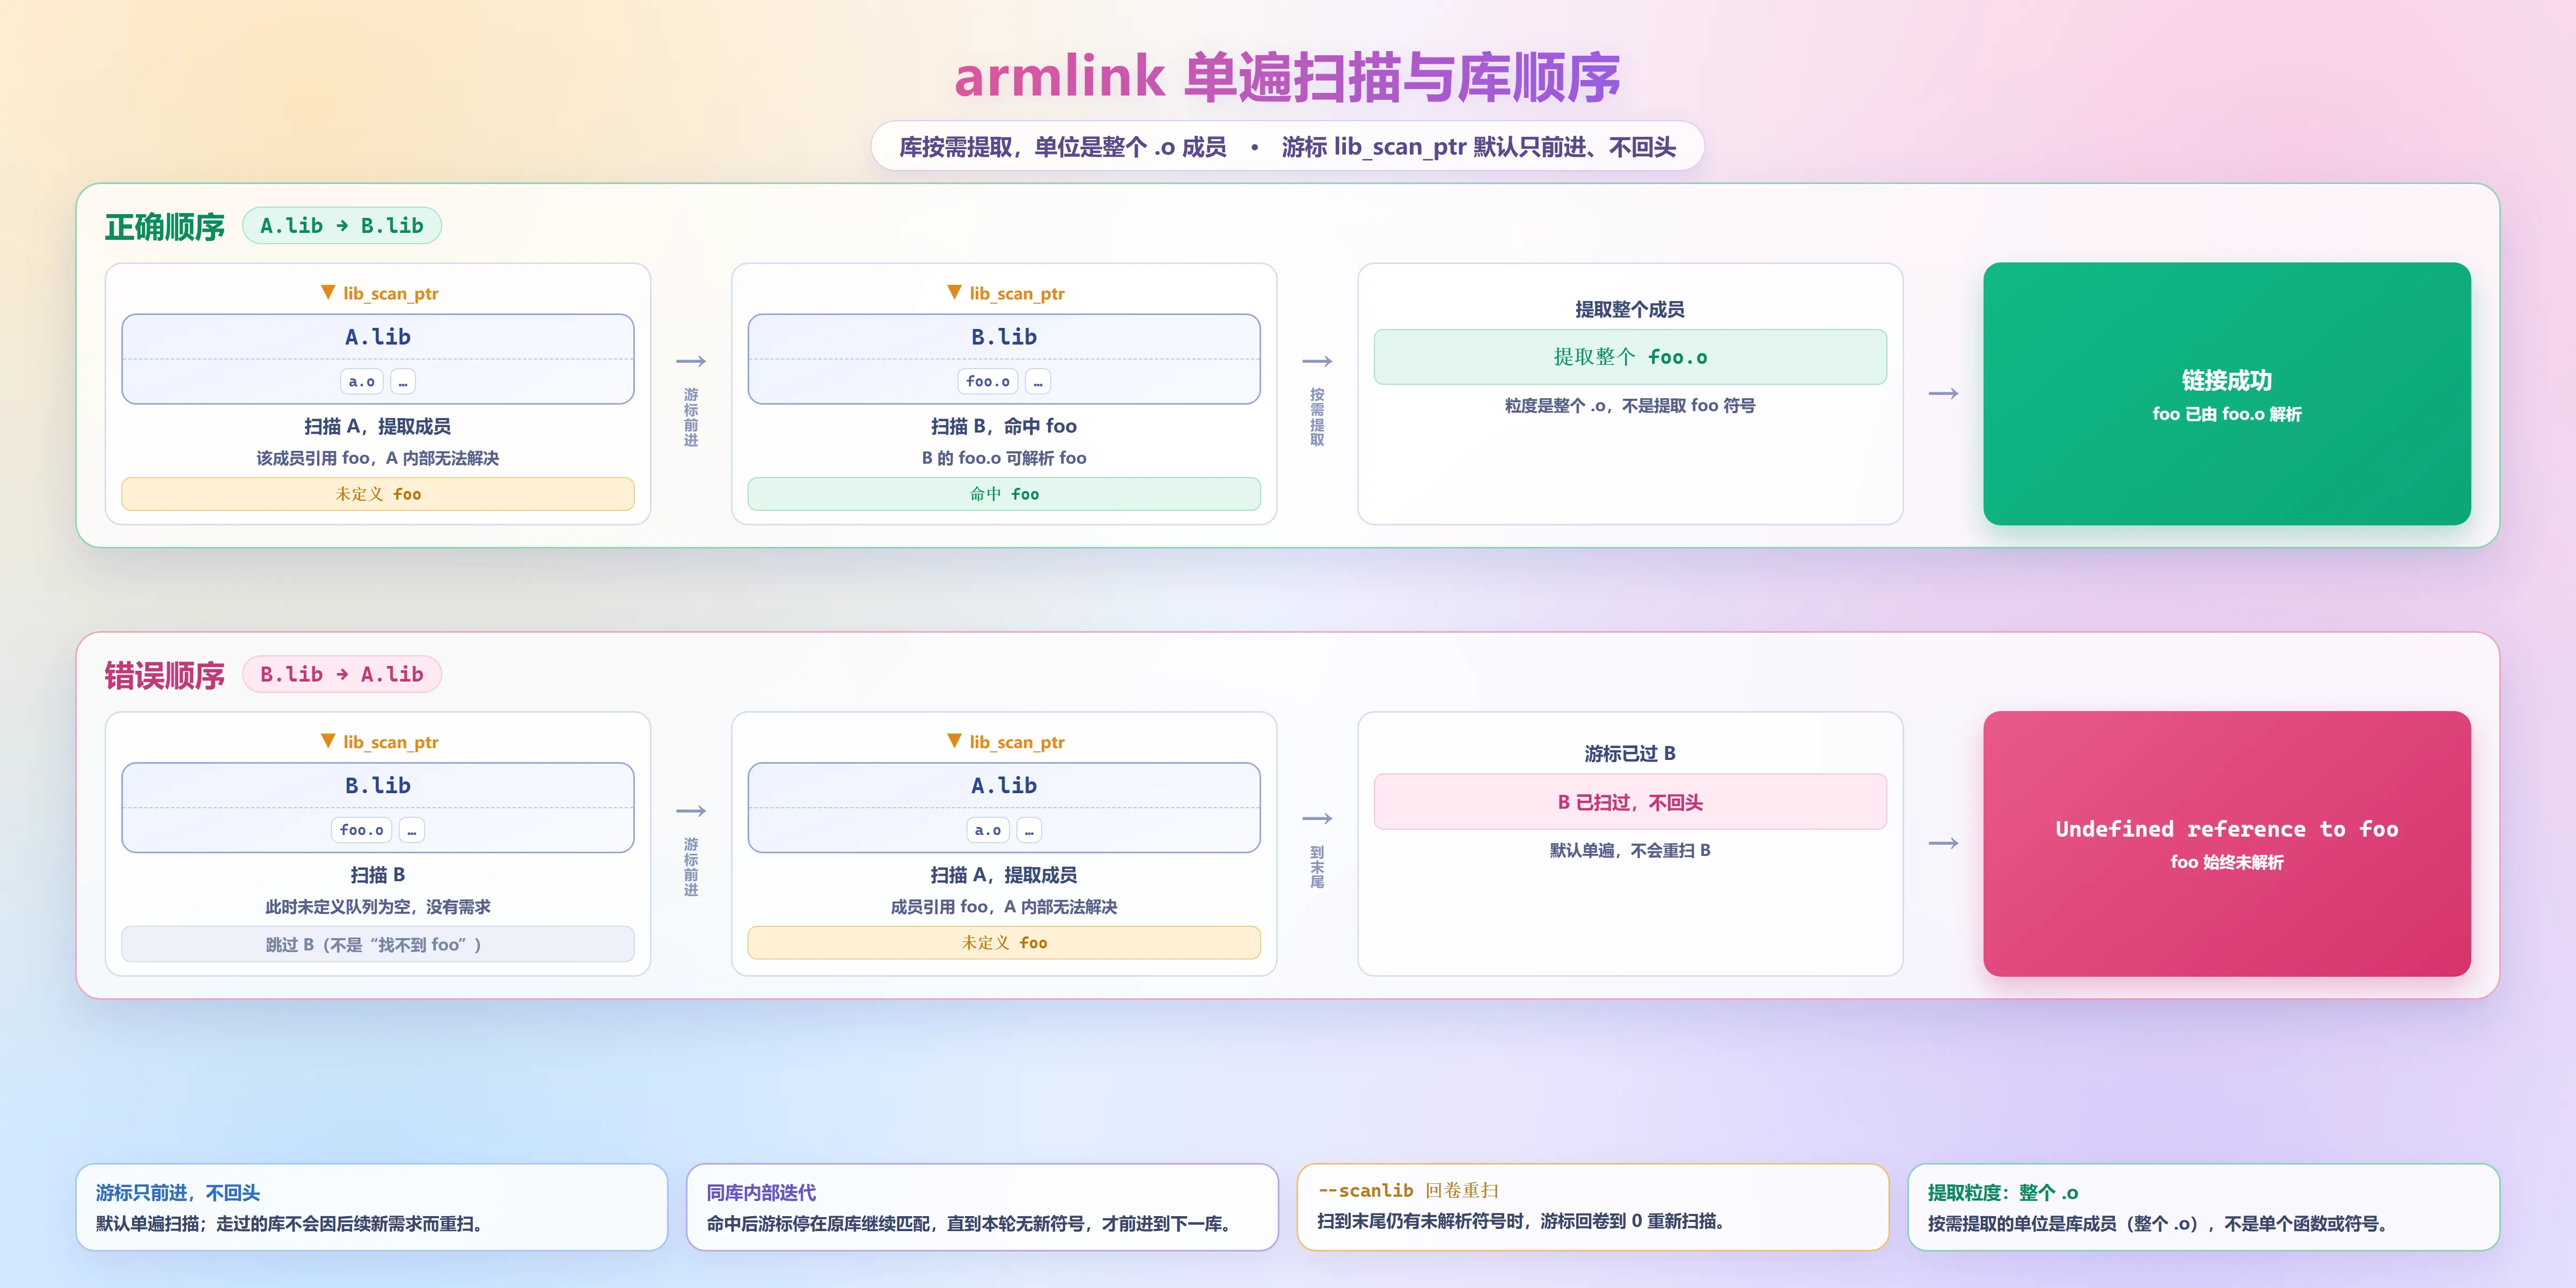 armlink 单遍扫描与库顺序
库按需提取，单位是整个 .o 成员 • 游标 lib_scan_ptr 默认只前进、不回头
正确顺序 A.lib → B.lib
▼ lib_scan_ptr
A.lib
a.o …
扫描 A，提取成员
该成员引用 foo，A 内部无法解决
未定义 foo
→
游标前进
▼ lib_scan_ptr
B.lib
foo.o …
扫描 B，命中 foo
B 的 foo.o 可解析 foo
命中 foo
→
按需提取
提取整个成员
提取整个 foo.o
粒度是整个 .o，不是提取 foo 符号
→
链接成功
foo 已由 foo.o 解析
错误顺序 B.lib → A.lib
▼ lib_scan_ptr
B.lib
foo.o …
扫描 B
此时未定义队列为空，没有需求
跳过 B（不是“找不到 foo”）
→
游标前进
▼ lib_scan_ptr
A.lib
a.o …
扫描 A，提取成员
成员引用 foo，A 内部无法解决
未定义 foo
→
到末尾
游标已过 B
B 已扫过，不回头
默认单遍，不会重扫 B
→
Undefined reference to foo
foo 始终未解析
游标只前进，不回头
默认单遍扫描；走过的库不会因后续新需求而重扫。
同库内部迭代
命中后游标停在原库继续匹配，直到本轮无新符号，才前进到下一库。
--scanlib 回卷重扫
扫到末尾仍有未解析符号时，游标回卷到 0 重新扫描。
提取粒度：整个 .o
按需提取的单位是库成员（整个 .o），不是单个函数或符号。